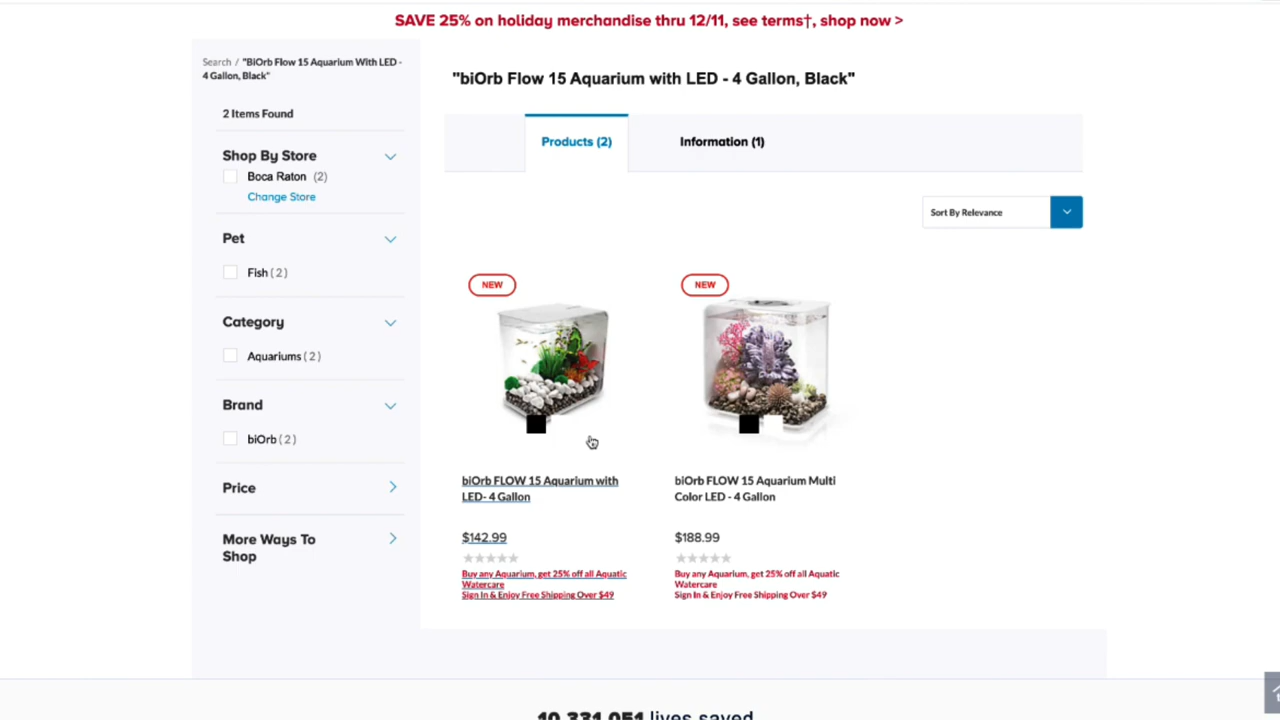 SAVE 25% on holiday merchandise thru 12/11, see terms†, shop now >
Search / "BiOrb Flow 15 Aquarium With LED -
4 Gallon, Black"
2 Items Found
Shop By Store
Boca Raton (2)
Change Store
Pet
Fish (2)
Category
Aquariums (2)
Brand
biOrb (2)
Price
More Ways To
Shop
"biOrb Flow 15 Aquarium with LED - 4 Gallon, Black"
Products (2)
Information (1)
Sort By Relevance
NEW
biOrb FLOW 15 Aquarium with
LED- 4 Gallon
$142.99
Buy any Aquarium, get 25% off all Aquatic
Watercare
Sign In & Enjoy Free Shipping Over $49
NEW
biOrb FLOW 15 Aquarium Multi
Color LED - 4 Gallon
$188.99
Buy any Aquarium, get 25% off all Aquatic
Watercare
Sign In & Enjoy Free Shipping Over $49
10,331,051 lives saved